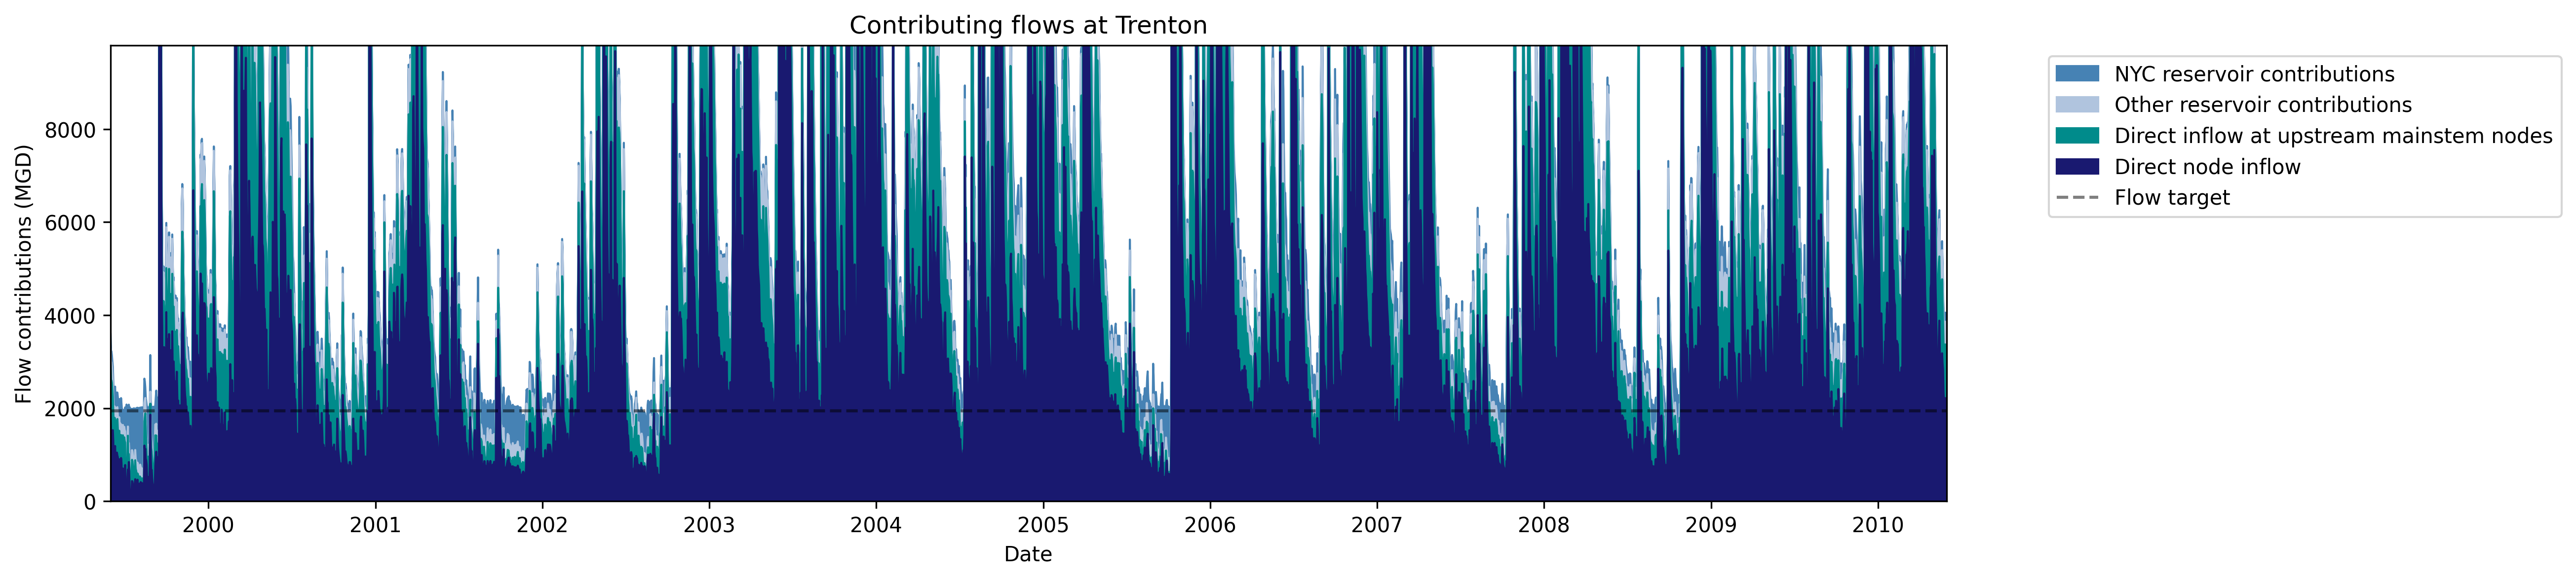 Contributing flows at Trenton
Flow contributions (MGD)
8000
6000
4000
2000
0
2000 2001 2002 2003 2004 2005 2006 2007 2008 2009 2010
Date
NYC reservoir contributions
Other reservoir contributions
Direct inflow at upstream mainstem nodes
Direct node inflow
Flow target